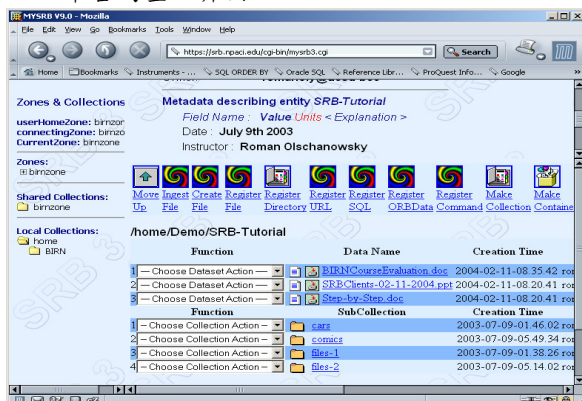 MYSRB V9.0 - Mozilla
File Edit View Go Bookmarks Tools Window Help
https://srb.npaci.edu/cgi-bin/mysrb3.cgi
Search
Home Bookmarks Instruments - ... SQL ORDER BY Oracle SQL Reference Libr... ProQuest Info... Google
Zones & Collections
userHomeZone: birnzor
connectingZone: birnzo
CurrentZone: birnzone
Zones:
birnzone
Shared Collections:
birnzone
Local Collections:
home
BIRN
Metadata describing entity SRB-Tutorial
Field Name : Value Units < Explanation >
Date : July 9th 2003
Instructor : Roman Olschanowsky
Move Ingest Create Register Register Register Register Register Register Make Make
Up File File File Directory URL SQL ORBData Command Collection Containe
/home/Demo/SRB-Tutorial
Function Data Name Creation Time
1 — Choose Dataset Action — BIRNCourseEvaluation.doc 2004-02-11-08.35.42 ror
2 — Choose Dataset Action — SRBClients-02-11-2004.ppt 2004-02-11-08.20.41 ror
3 — Choose Dataset Action — Step-by-Step.doc 2004-02-11-08.20.41 ror
Function SubCollection Creation Time
1 – Choose Collection Action – cars 2003-07-09-01.46.02 ror
2 – Choose Collection Action – comics 2003-07-09-05.49.34 ror
3 – Choose Collection Action – files-1 2003-07-09-01.38.26 ror
4 – Choose Collection Action – files-2 2003-07-09-05.14.02 ror